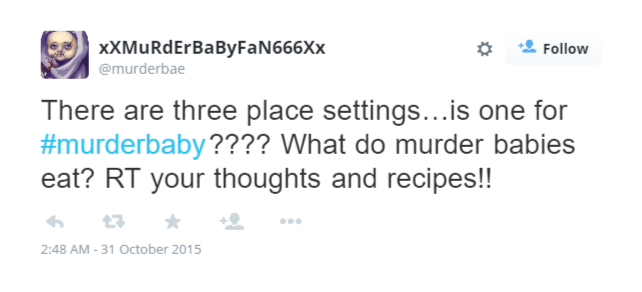 xXMuRdErBaByFaN666Xx
Follow
@murderbae
There are three place settings...is one for
#murderbaby???? What do murder babies
eat? RT your thoughts and recipes!!
2:48 AM - 31 October 2015